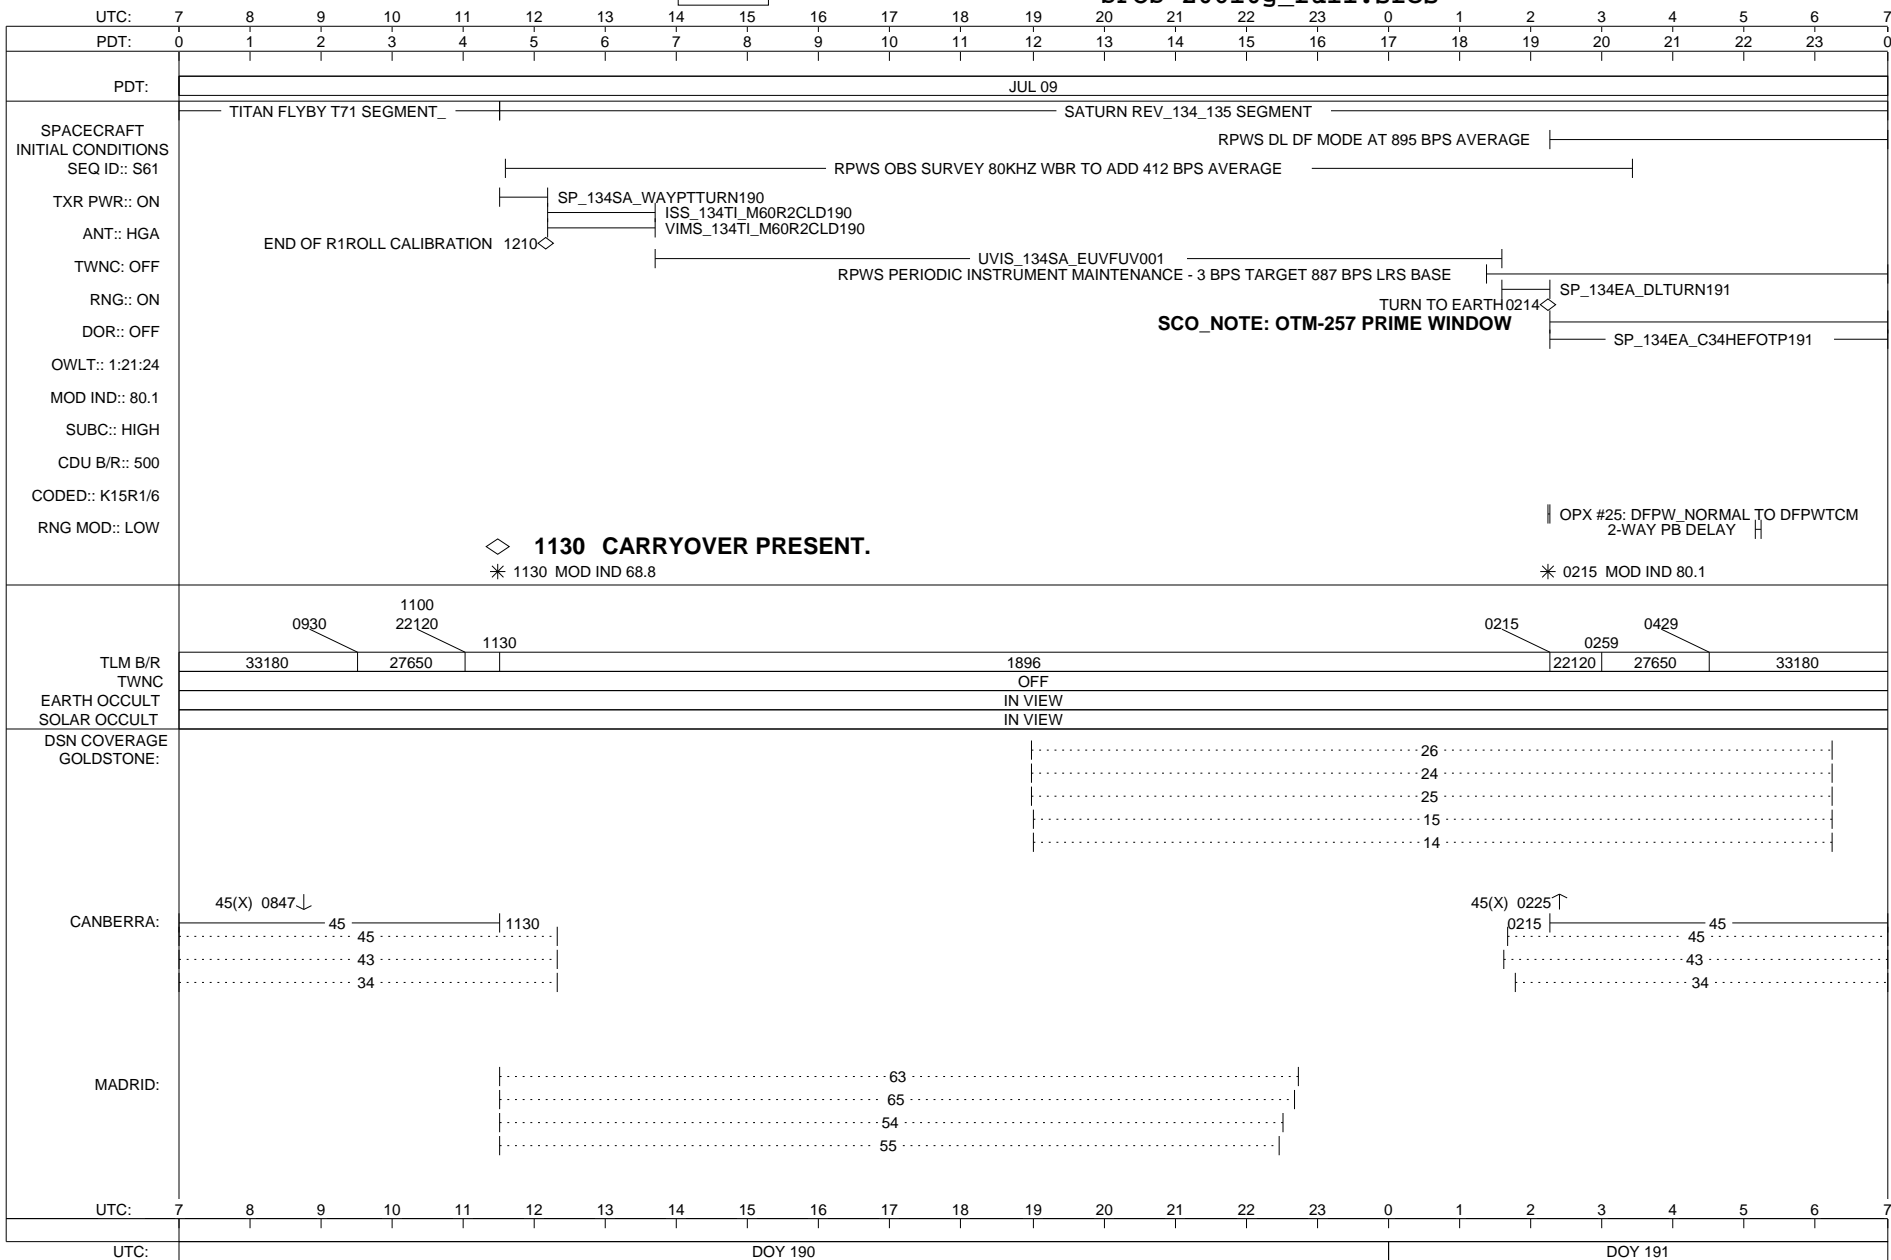 UTC: 7 8 9 10 11 12 13 14 15 16 17 18 19 20 21 22 23 0 1 2 3 4 5 6 7
PDT: 0 1 2 3 4 5 6 7 8 9 10 11 12 13 14 15 16 17 18 19 20 21 22 23 0
PDT: JUL 09
TITAN FLYBY T71 SEGMENT_ SATURN REV_134_135 SEGMENT
SPACECRAFT
INITIAL CONDITIONS
RPWS DL DF MODE AT 895 BPS AVERAGE
SEQ ID:: S61
RPWS OBS SURVEY 80KHZ WBR TO ADD 412 BPS AVERAGE
TXR PWR:: ON
SP_134SA_WAYPTTURN190
ISS_134TI_M60R2CLD190
VIMS_134TI_M60R2CLD190
ANT:: HGA
END OF R1ROLL CALIBRATION 1210
UVIS_134SA_EUVFUV001
TWNC: OFF
RPWS PERIODIC INSTRUMENT MAINTENANCE - 3 BPS TARGET 887 BPS LRS BASE
SP_134EA_DLTURN191
RNG:: ON
TURN TO EARTH 0214
SCO_NOTE: OTM-257 PRIME WINDOW
DOR:: OFF
SP_134EA_C34HEFOTP191
OWLT:: 1:21:24
MOD IND:: 80.1
SUBC:: HIGH
CDU B/R:: 500
CODED:: K15R1/6
OPX #25: DFPW_NORMAL TO DFPWTCM
RNG MOD:: LOW
2-WAY PB DELAY
1130 CARRYOVER PRESENT.
1130 MOD IND 68.8 0215 MOD IND 80.1
1100
0930 22120 0215 0429
1130 0259
TLM B/R 33180 27650 1896 22120 27650 33180
TWNC OFF
EARTH OCCULT IN VIEW
SOLAR OCCULT IN VIEW
DSN COVERAGE
GOLDSTONE:
26
24
25
15
14
45(X) 0847 45(X) 0225
CANBERRA: 45 1130 0215 45
45 45
43 43
34 34
MADRID:
63
65
54
55
UTC: 7 8 9 10 11 12 13 14 15 16 17 18 19 20 21 22 23 0 1 2 3 4 5 6 7
UTC: DOY 190 DOY 191